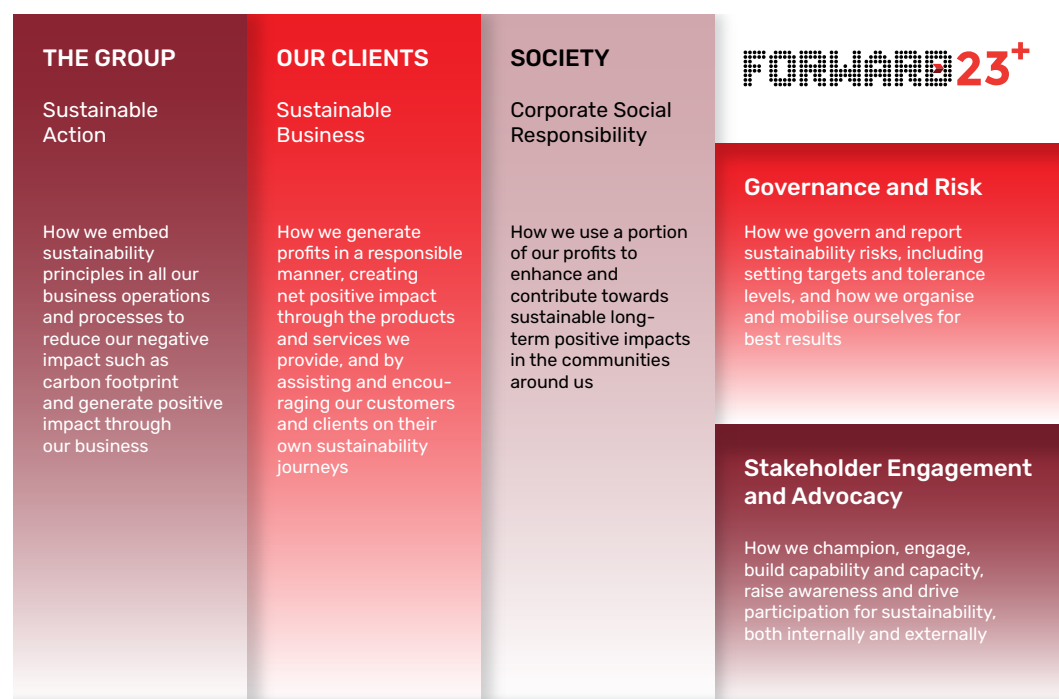 THE GROUP
Sustainable
Action
How we embed
sustainability
principles in all our
business operations
and processes to
reduce our negative
impact such as
carbon footprint
and generate positive
impact through
our business
OUR CLIENTS
Sustainable
Business
How we generate
profits in a responsible
manner, creating
net positive impact
through the products
and services we
provide, and by
assisting and encou-
raging our customers
and clients on their
own sustainability
journeys
SOCIETY
Corporate Social
Responsibility
How we use a portion
of our profits to
enhance and
contribute towards
sustainable long-
term positive impacts
in the communities
around us
FORWARD23+
Governance and Risk
How we govern and report
sustainability risks, including
setting targets and tolerance
levels, and how we organise
and mobilise ourselves for
best results
Stakeholder Engagement
and Advocacy
How we champion, engage,
build capability and capacity,
raise awareness and drive
participation for sustainability,
both internally and externally